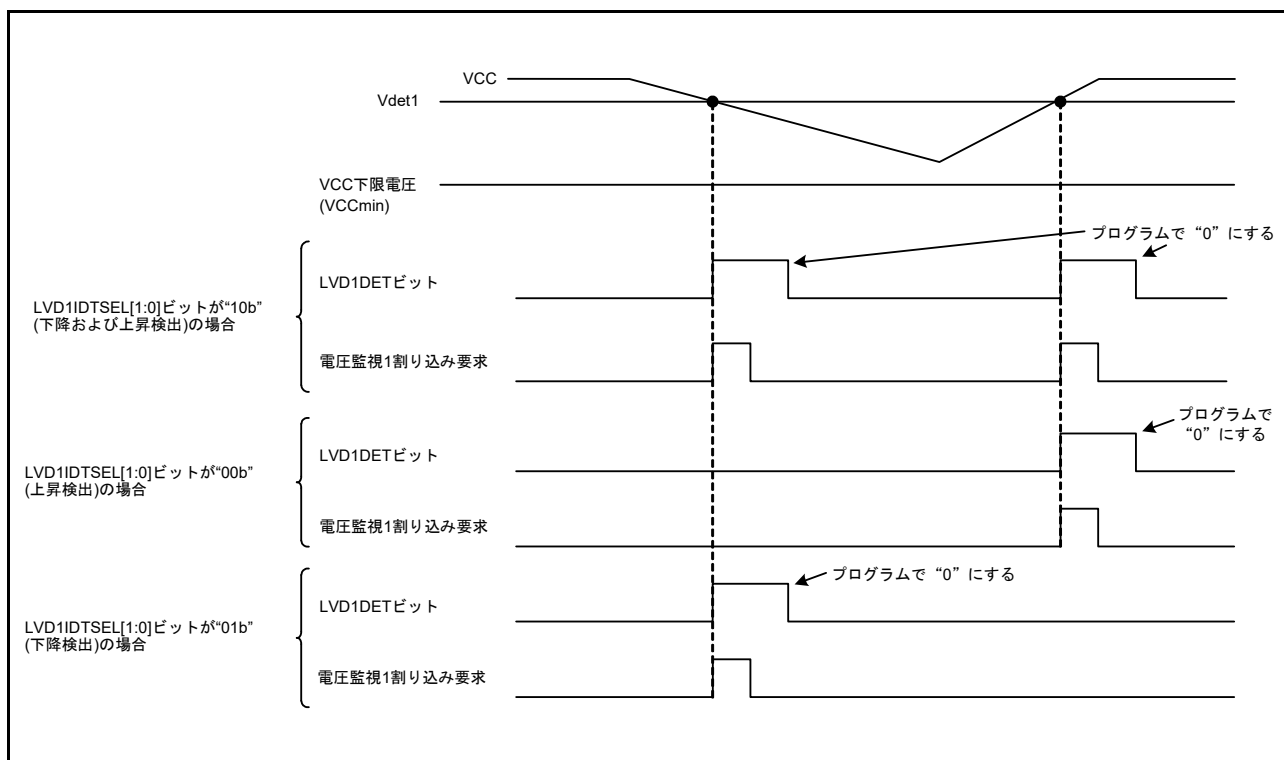 VCC
Vdet1
VCC下限電圧
(VCCmin)
プログラムで“0”にする
LVD1DETビット
LVD1IDTSEL[1:0]ビットが“10b”
(下降および上昇検出)の場合
電圧監視1割り込み要求
プログラムで
“0”にする
LVD1DETビット
LVD1IDTSEL[1:0]ビットが“00b”
(上昇検出)の場合
電圧監視1割り込み要求
プログラムで“0”にする
LVD1DETビット
LVD1IDTSEL[1:0]ビットが“01b”
(下降検出)の場合
電圧監視1割り込み要求